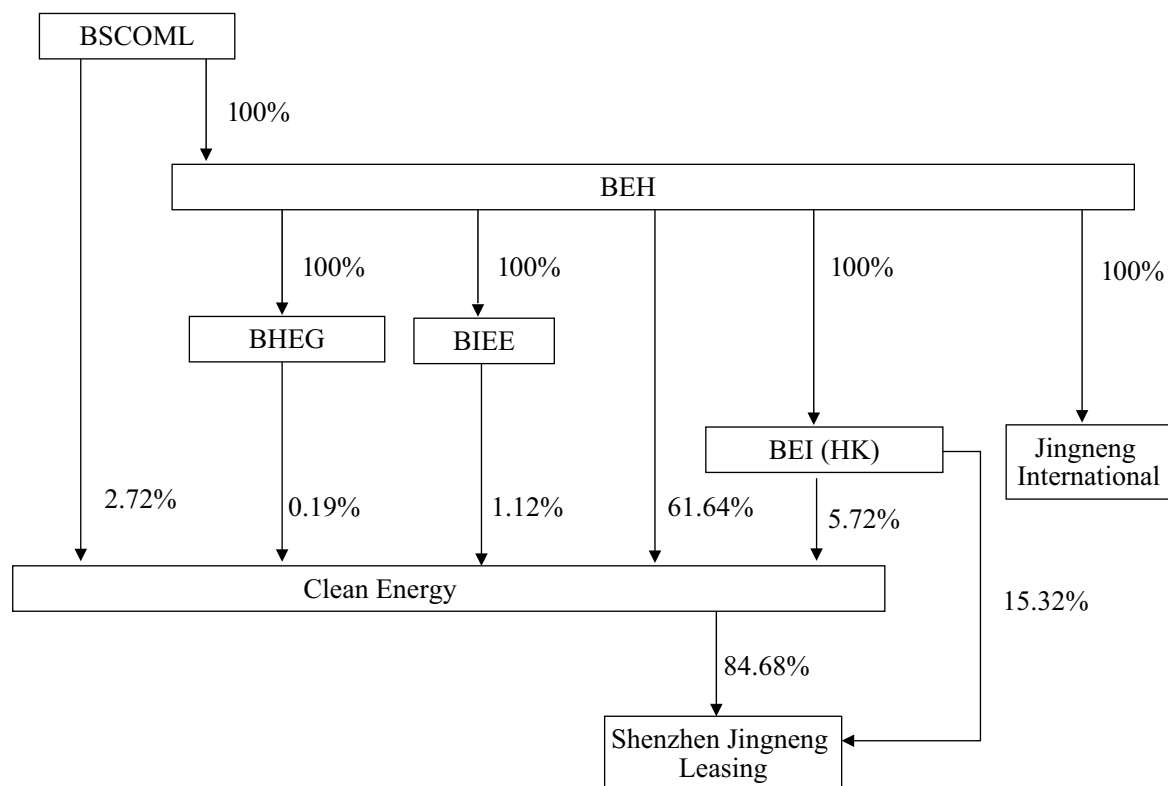 BSCOML
100%
BEH
100%
100%
100%
100%
BHEG
BIEE
BEI (HK)
Jingneng
International
2.72%
0.19%
1.12%
61.64%
5.72%
Clean Energy
15.32%
84.68%
Shenzhen Jingneng
Leasing